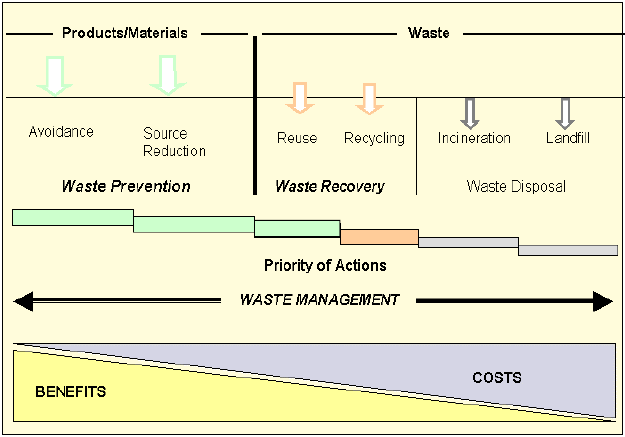 Products/Materials
Waste
Avoidance
Source
Reduction
Reuse
Recycling
Incineration
Landfill
Waste Prevention
Waste Recovery
Waste Disposal
Priority of Actions
WASTE MANAGEMENT
COSTS
BENEFITS